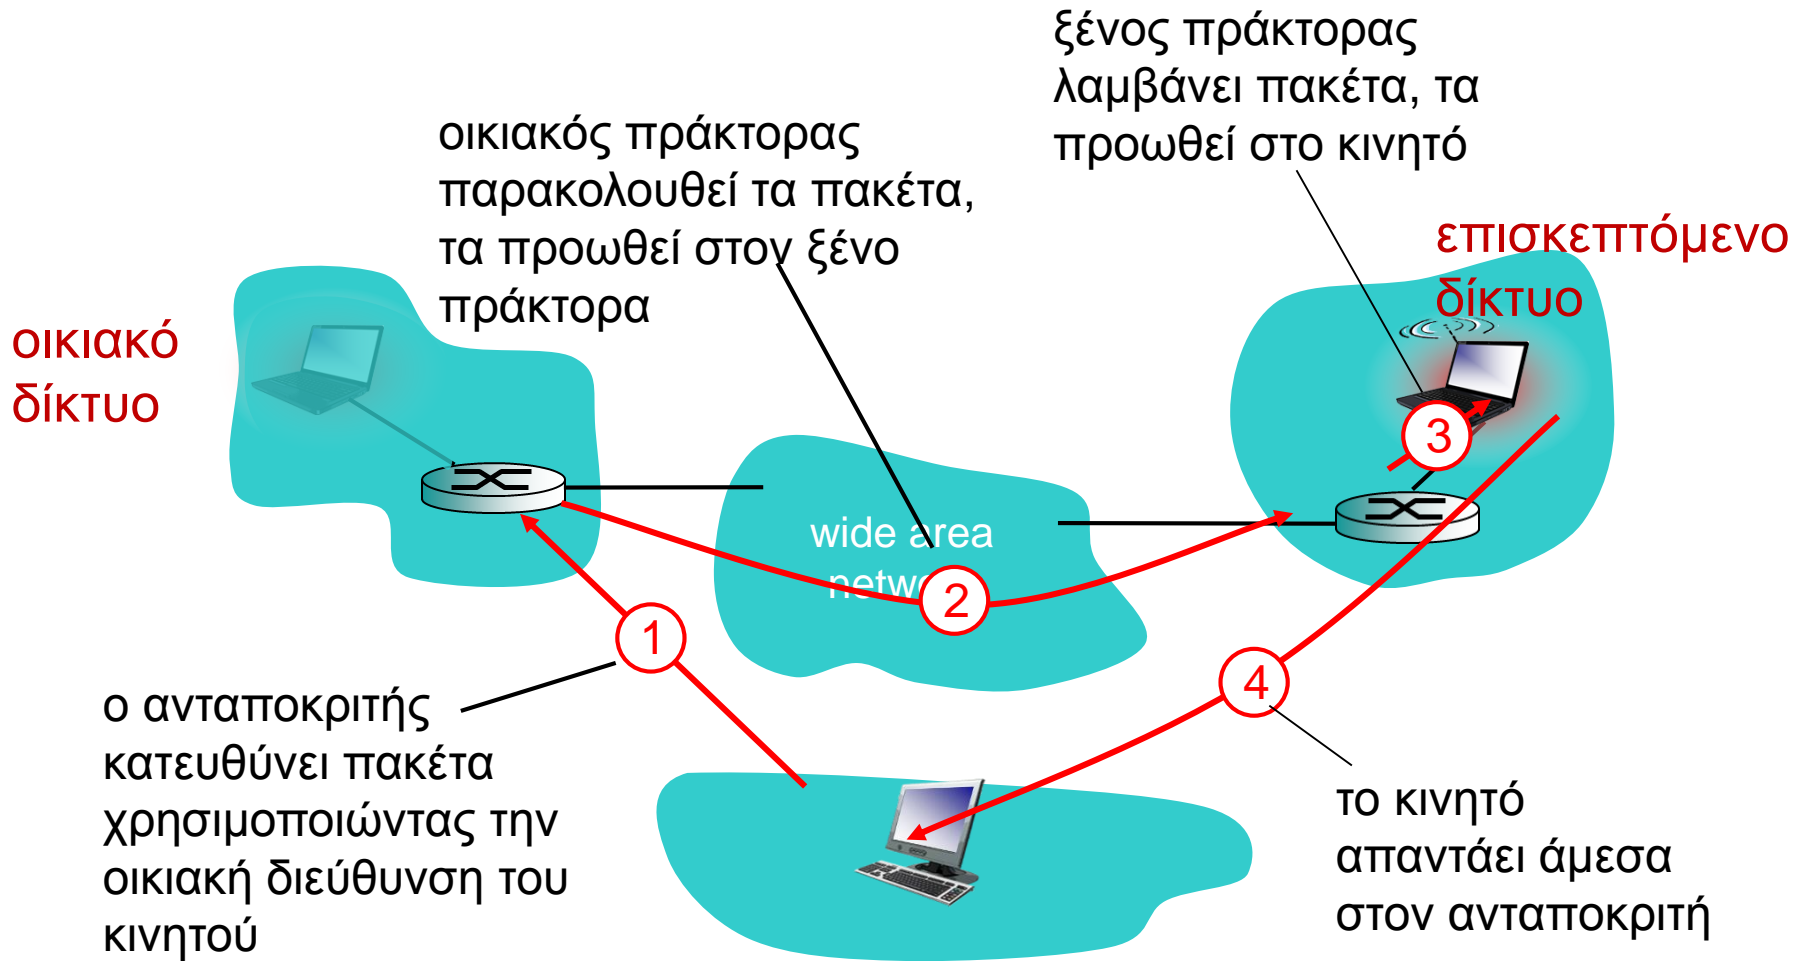 ξένος πράκτορας
λαμβάνει πακέτα, τα
προωθεί στο κινητό
οικιακός πράκτορας
παρακολουθεί τα πακέτα,
τα προωθεί στον ξένο
πράκτορα
επισκεπτόμενο
δίκτυο
οικιακό
δίκτυο
3
wide area
2
1
4
ο ανταποκριτής
κατευθύνει πακέτα
χρησιμοποιώντας την
οικιακή διεύθυνση του
κινητού
το κινητό
απαντάει άμεσα
στον ανταποκριτή